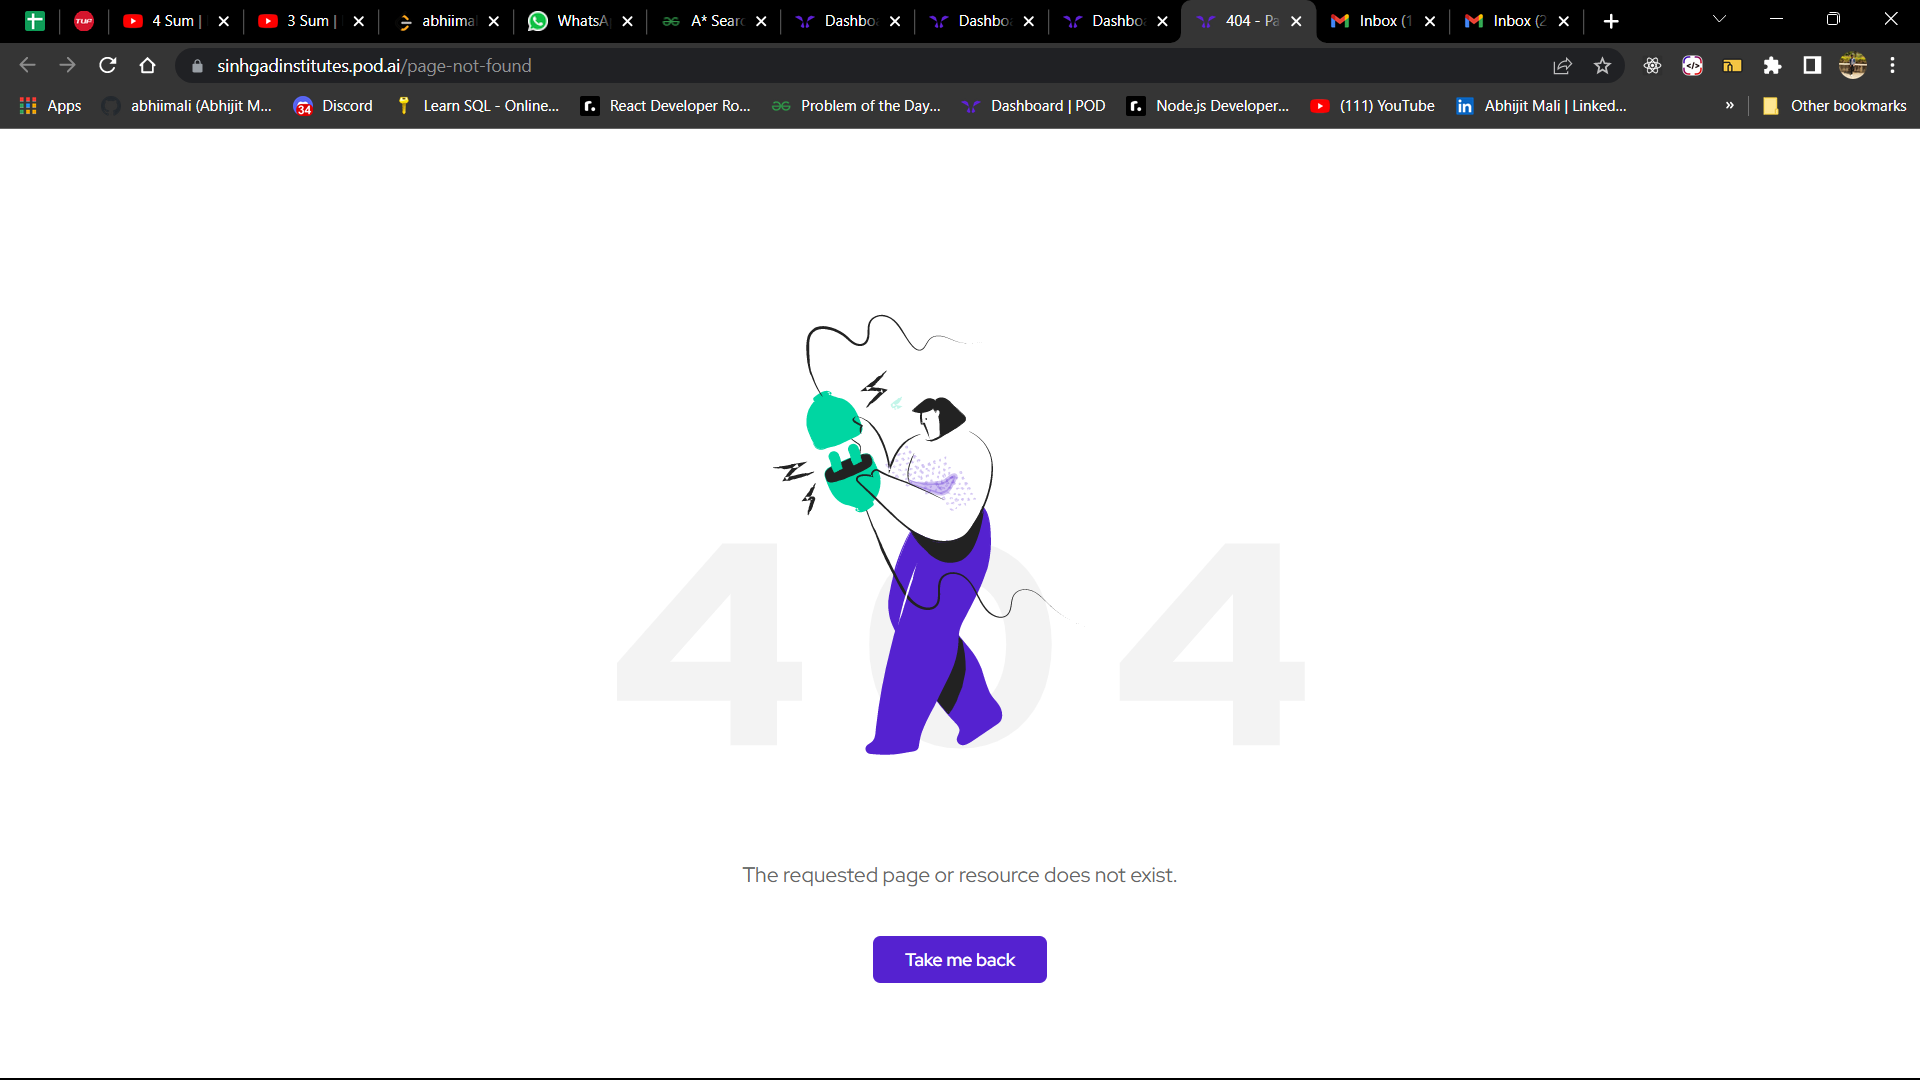 TUF 4 Sum | 3 Sum | abhiima WhatsA A* Sear Dashbo Dashbo Dashbo 404 - Pa Inbox (1 Inbox (2
sinhgadinstitutes.pod.ai/page-not-found
Apps abhiimali (Abhijit M... 34 Discord Learn SQL - Online... r. React Developer Ro... Problem of the Day... Dashboard | POD r. Node.js Developer... (111) YouTube in Abhijit Mali | Linked... » Other bookmarks
404
The requested page or resource does not exist.
Take me back